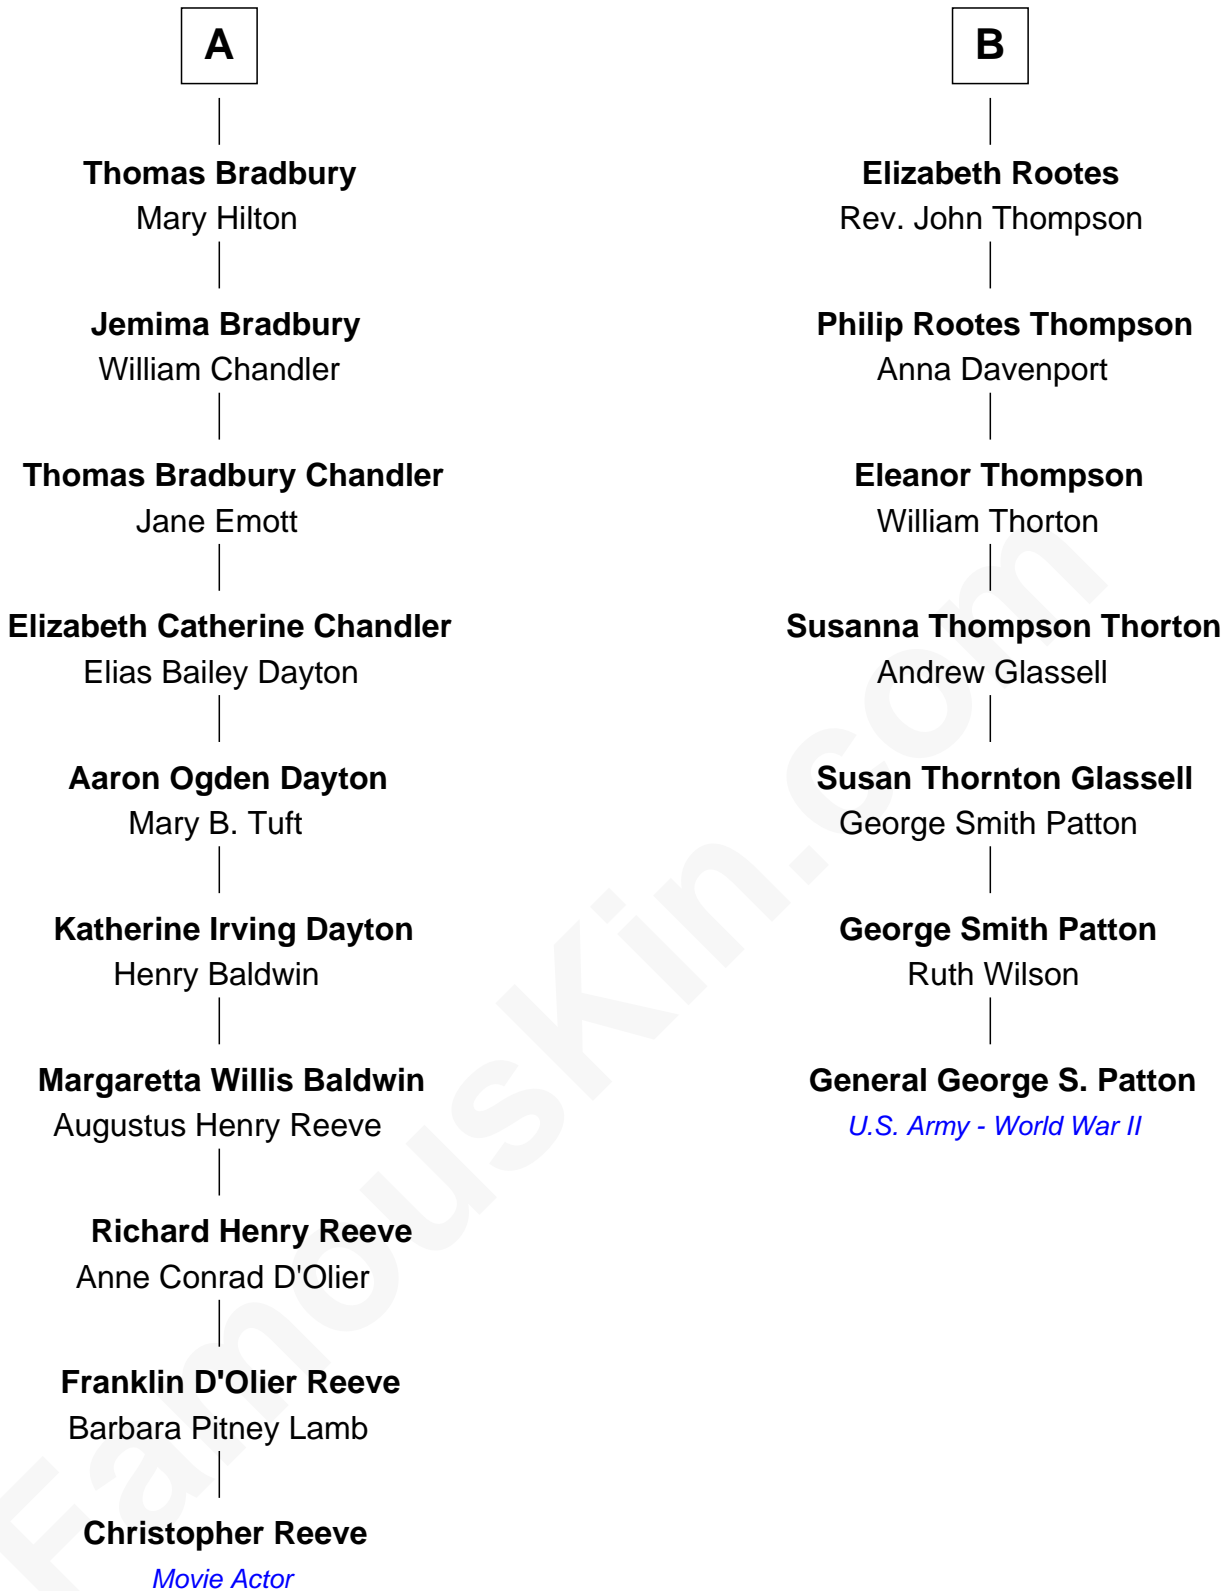 A
Thomas Bradbury
Mary Hilton
Jemima Bradbury
William Chandler
Thomas Bradbury Chandler
Jane Emott
Elizabeth Catherine Chandler
Elias Bailey Dayton
Aaron Ogden Dayton
Mary B. Tuft
Katherine Irving Dayton
Henry Baldwin
Margaretta Willis Baldwin
Augustus Henry Reeve
Richard Henry Reeve
Anne Conrad D'Olier
Franklin D'Olier Reeve
Barbara Pitney Lamb
Christopher Reeve
Movie Actor
B
Elizabeth Rootes
Rev. John Thompson
Philip Rootes Thompson
Anna Davenport
Eleanor Thompson
William Thorton
Susanna Thompson Thorton
Andrew Glassell
Susan Thornton Glassell
George Smith Patton
George Smith Patton
Ruth Wilson
General George S. Patton
U.S. Army - World War II
FamousKin.com